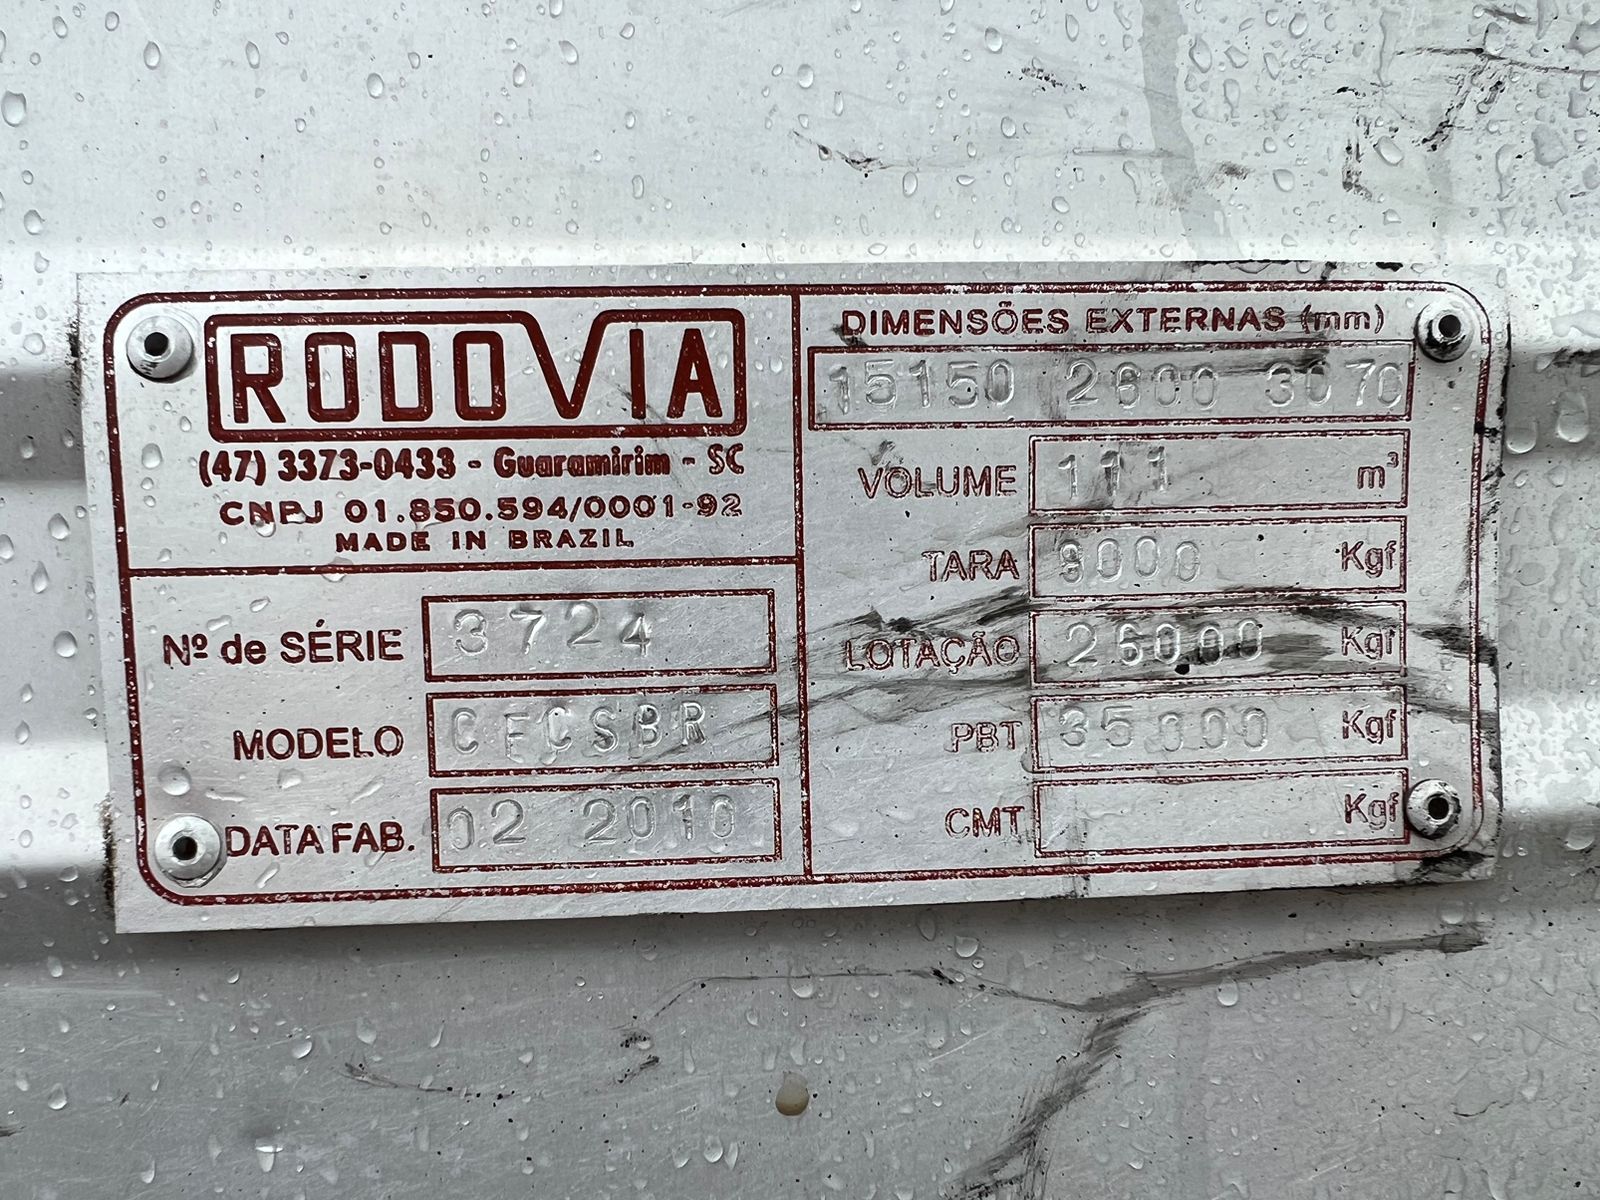 RODOVIA
(47) 3373-0433 - Guaramirim - SC
CNPJ 01.850.594/0001-92
MADE IN BRAZIL
Nº de SÉRIE 3724
MODELO CFCSBR
DATA FAB. 02 2010
DIMENSÕES EXTERNAS (mm)
15150 2600 3070
VOLUME 111 m³
TARA 9000 Kgf
LOTAÇÃO 26000 Kgf
PBT 35000 Kgf
CMT Kgf